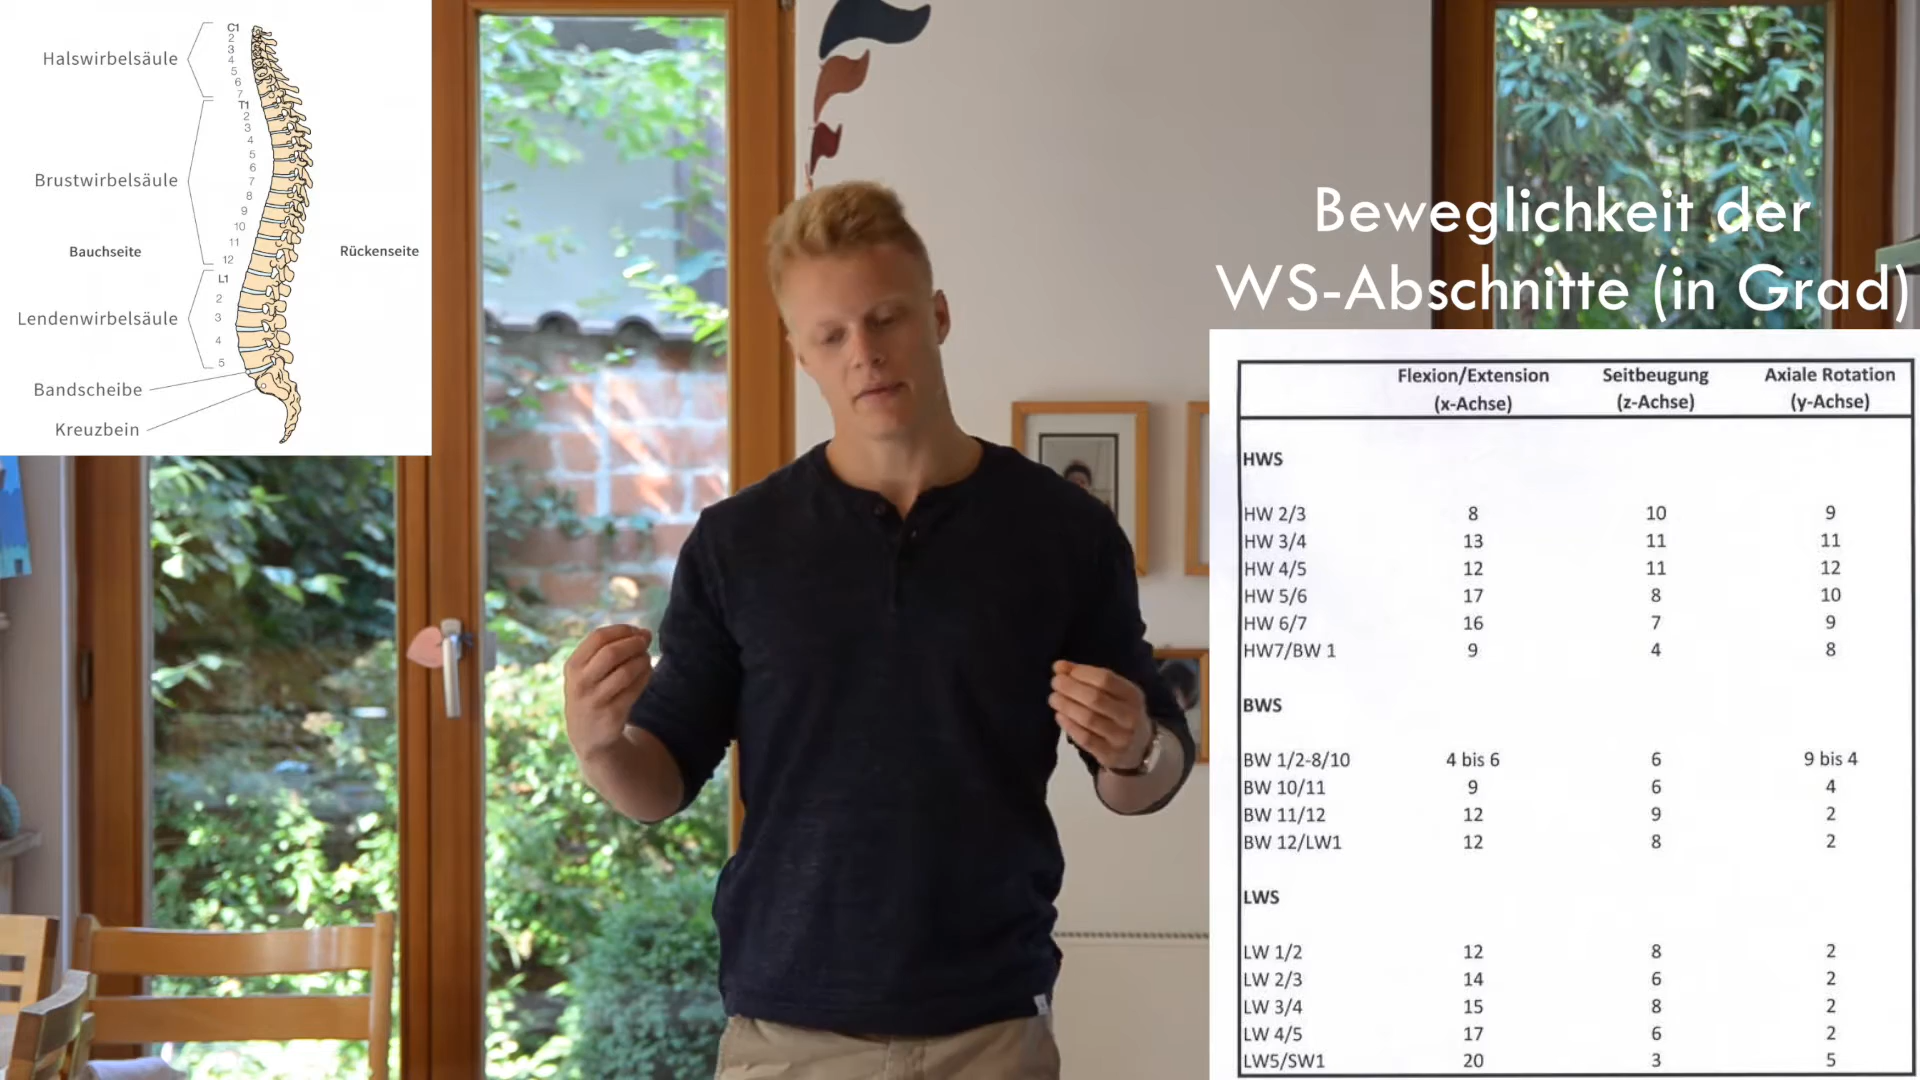 Halswirbelsäule
C1
2
3
4
5
6
7
Brustwirbelsäule
T1
2
3
4
5
6
7
8
9
10
11
12
Bauchseite
Rückenseite
Lendenwirbelsäule
L1
2
3
4
5
Bandscheibe
Kreuzbein
Beweglichkeit der
WS-Abschnitte (in Grad)
Flexion/Extension Seitbeugung Axiale Rotation
(x-Achse) (z-Achse) (y-Achse)
HWS
HW 2/3 8 10 9
HW 3/4 13 11 11
HW 4/5 12 11 12
HW 5/6 17 8 10
HW 6/7 16 7 9
HW7/BW 1 9 4 8
BWS
BW 1/2-8/10 4 bis 6 6 9 bis 4
BW 10/11 9 6 4
BW 11/12 12 9 2
BW 12/LW1 12 8 2
LWS
LW 1/2 12 8 2
LW 2/3 14 6 2
LW 3/4 15 8 2
LW 4/5 17 6 2
LW5/SW1 20 3 5